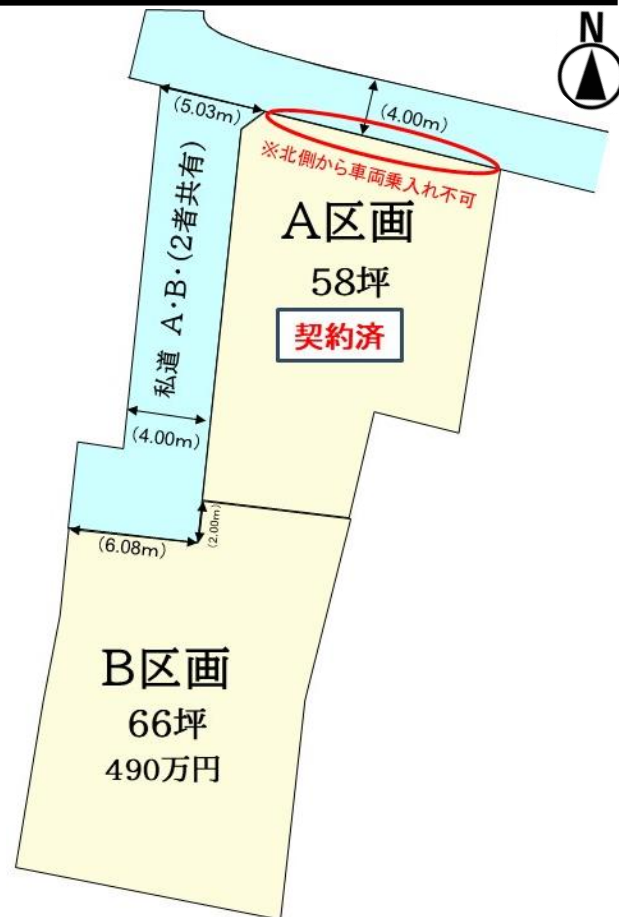 N
(5.03m)
(4.00m)
※北側から車両乗入れ不可
A区画
58坪
契約済
私道 A・B・(2者共有)
(4.00m)
(2.00m)
(6.08m)
B区画
66坪
490万円